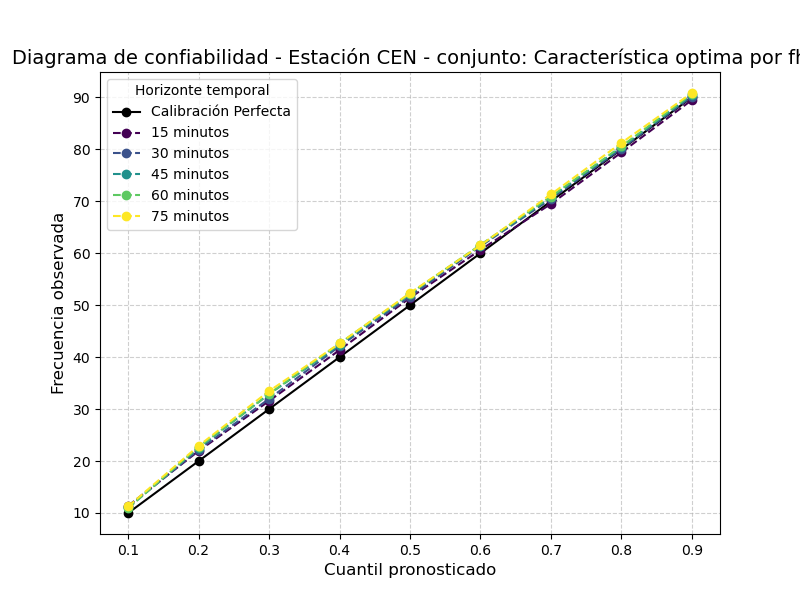 Diagrama de confiabilidad - Estación CEN - conjunto: Característica optima por
Horizonte temporal
Calibración Perfecta
15 minutos
30 minutos
45 minutos
60 minutos
75 minutos
Frecuencia observada
90
80
70
60
50
40
30
20
10
0.1 0.2 0.3 0.4 0.5 0.6 0.7 0.8 0.9
Cuantil pronosticado